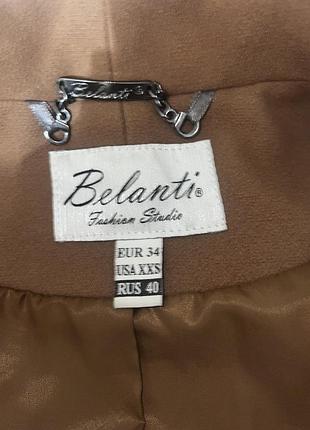 Belanti®
Belanti®
Fashion Studio
EUR 34
USA XXS
RUS 40